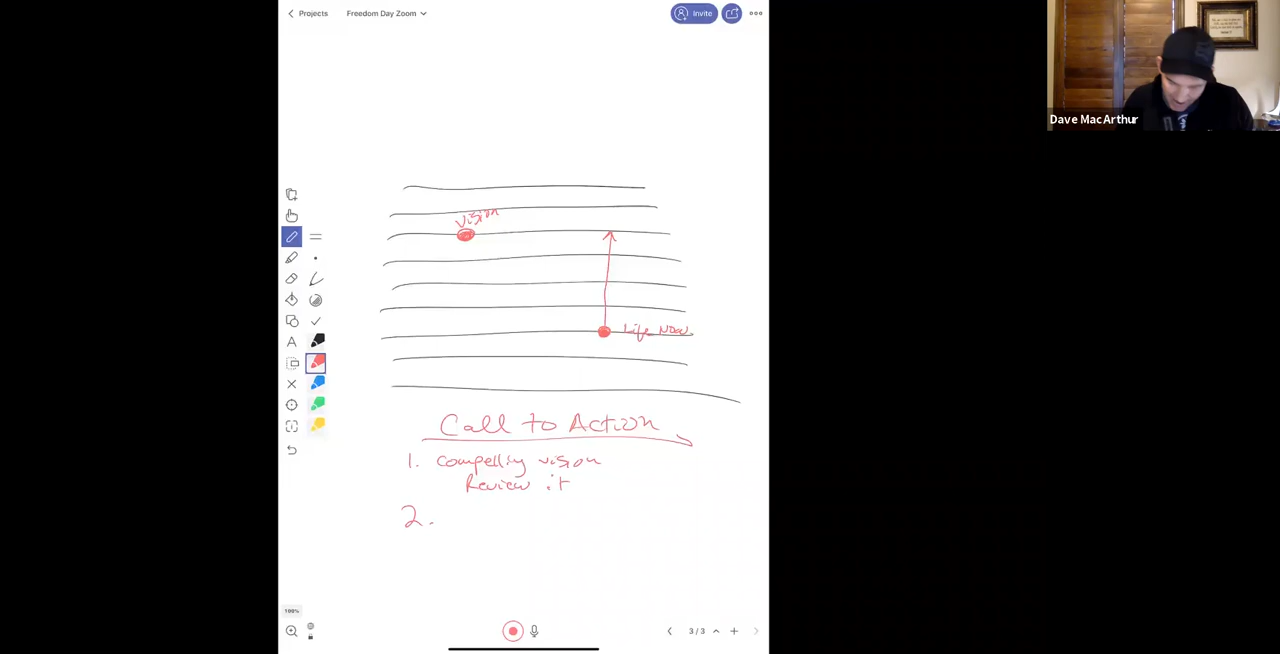 Projects
Freedom Day Zoom
Invite
Dave MacArthur
Vision
Life Now
Call to Action
1. Compelling vision
Review it
2.
A
100%
3 / 3